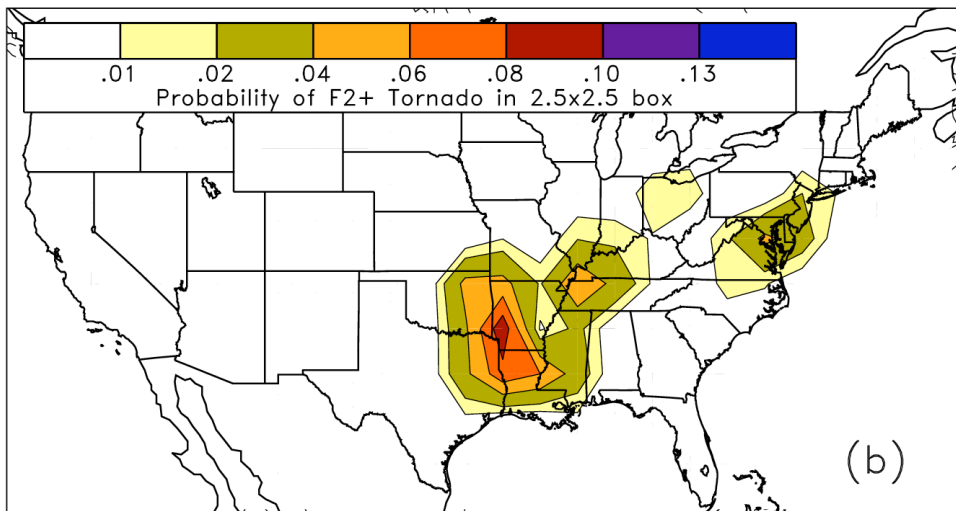 .01 .02 .04 .06 .08 .10 .13
Probability of F2+ Tornado in 2.5x2.5 box
(b)